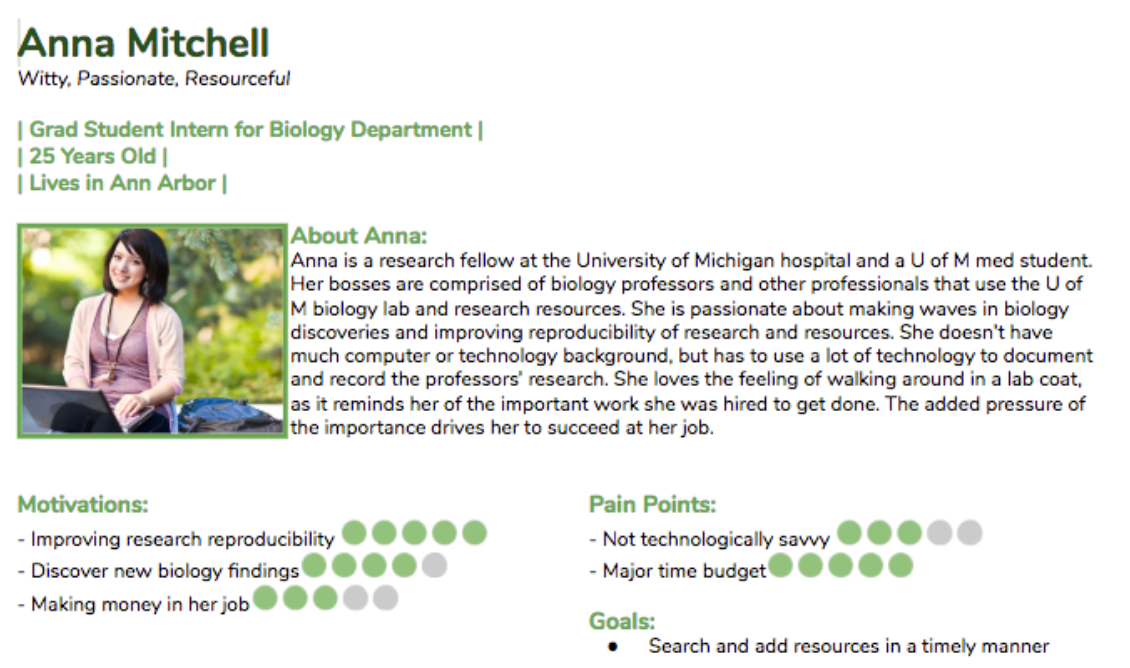 Anna Mitchell
Witty, Passionate, Resourceful
| Grad Student Intern for Biology Department |
| 25 Years Old |
| Lives in Ann Arbor |
About Anna:
Anna is a research fellow at the University of Michigan hospital and a U of M med student.
Her bosses are comprised of biology professors and other professionals that use the U of
M biology lab and research resources. She is passionate about making waves in biology
discoveries and improving reproducibility of research and resources. She doesn't have
much computer or technology background, but has to use a lot of technology to document
and record the professors' research. She loves the feeling of walking around in a lab coat,
as it reminds her of the important work she was hired to get done. The added pressure of
the importance drives her to succeed at her job.
Motivations:
- Improving research reproducibility
- Discover new biology findings
- Making money in her job
Pain Points:
- Not technologically savvy
- Major time budget
Goals:
● Search and add resources in a timely manner